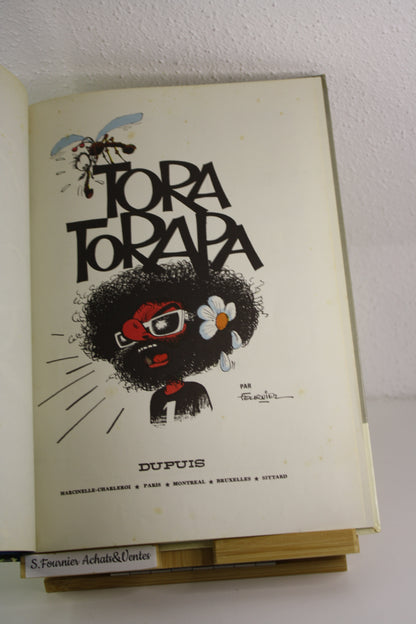 TORA
TORAPA
PAR
FOURNIER
DUPUIS
MARCINELLE-CHARLEROI ★ PARIS ★ MONTREAL ★ BRUXELLES ★ SITTARD
S.Fournier Achats&Ventes